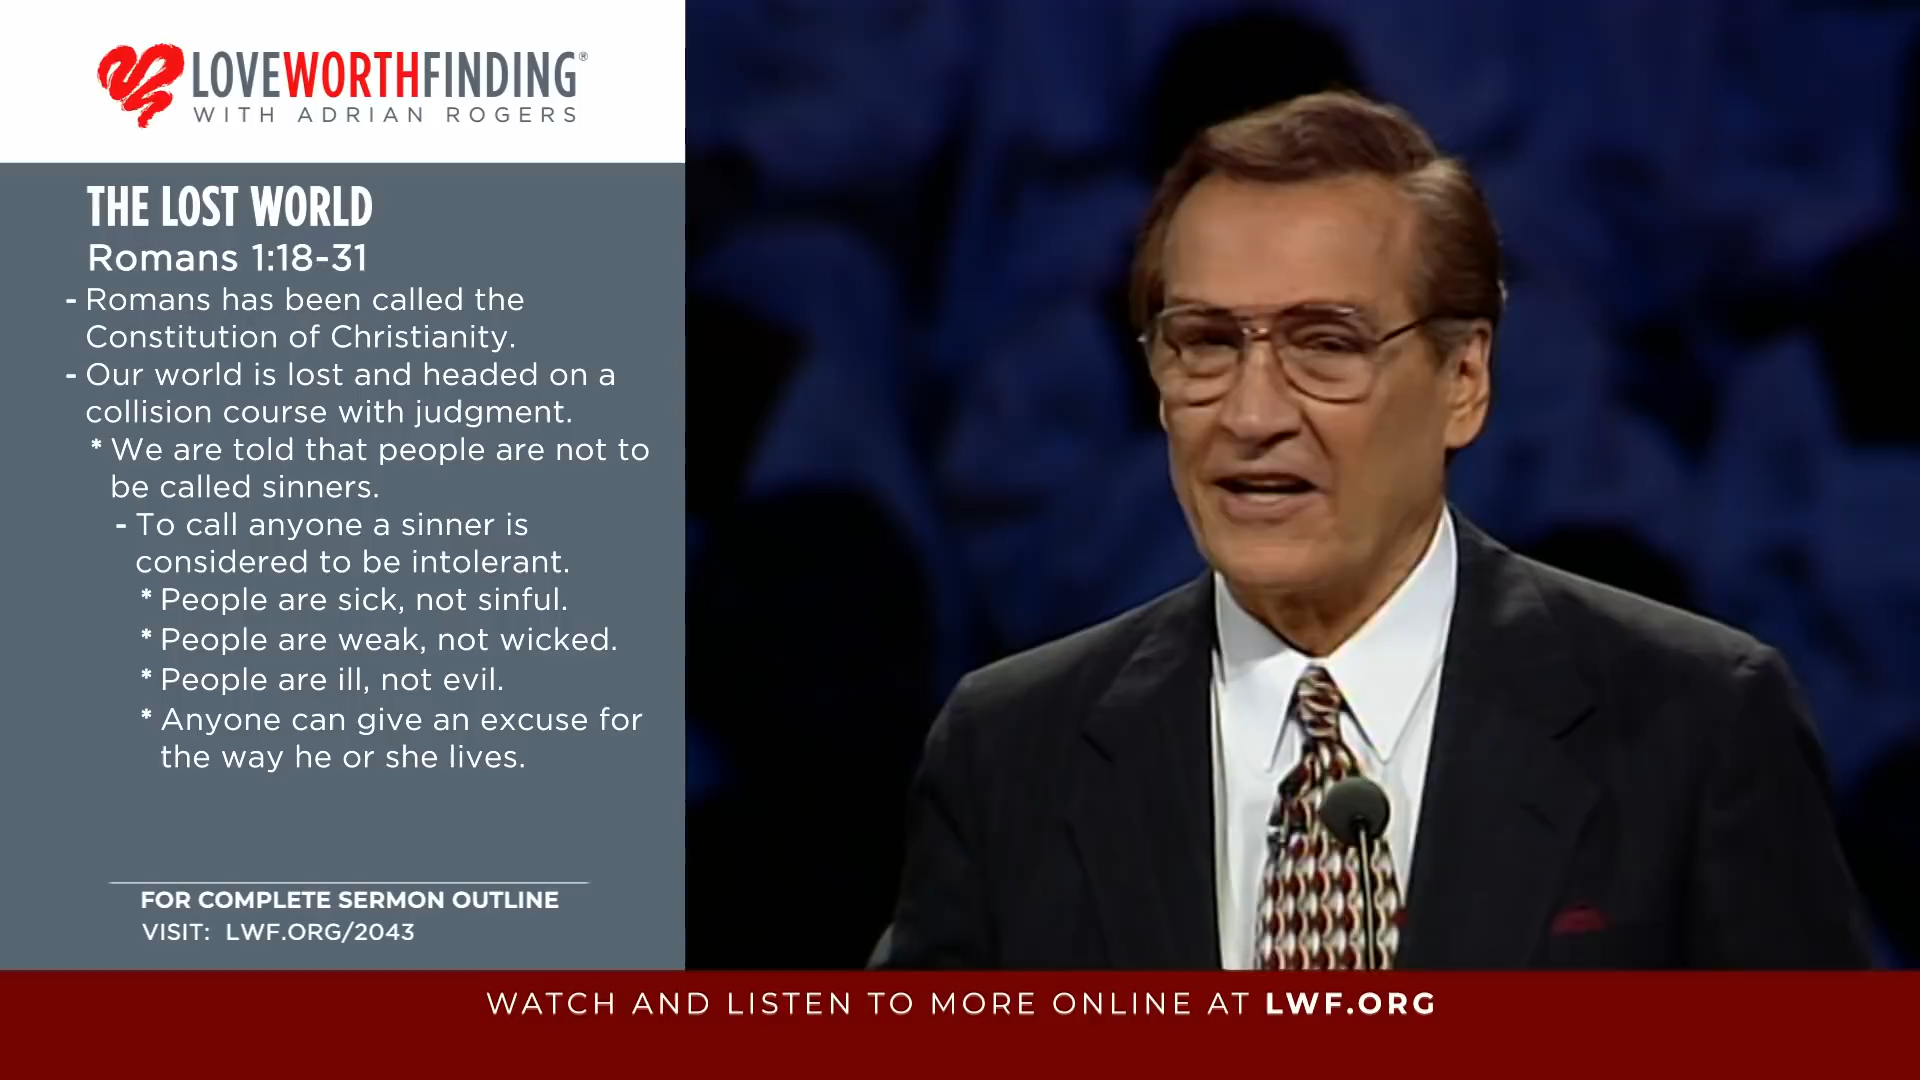 LOVEWORTHFINDING®
WITH ADRIAN ROGERS
THE LOST WORLD
Romans 1:18-31
- Romans has been called the
Constitution of Christianity.
- Our world is lost and headed on a
collision course with judgment.
* We are told that people are not to
be called sinners.
- To call anyone a sinner is
considered to be intolerant.
* People are sick, not sinful.
* People are weak, not wicked.
* People are ill, not evil.
* Anyone can give an excuse for
the way he or she lives.
FOR COMPLETE SERMON OUTLINE
VISIT: LWF.ORG/2043
WATCH AND LISTEN TO MORE ONLINE AT LWF.ORG